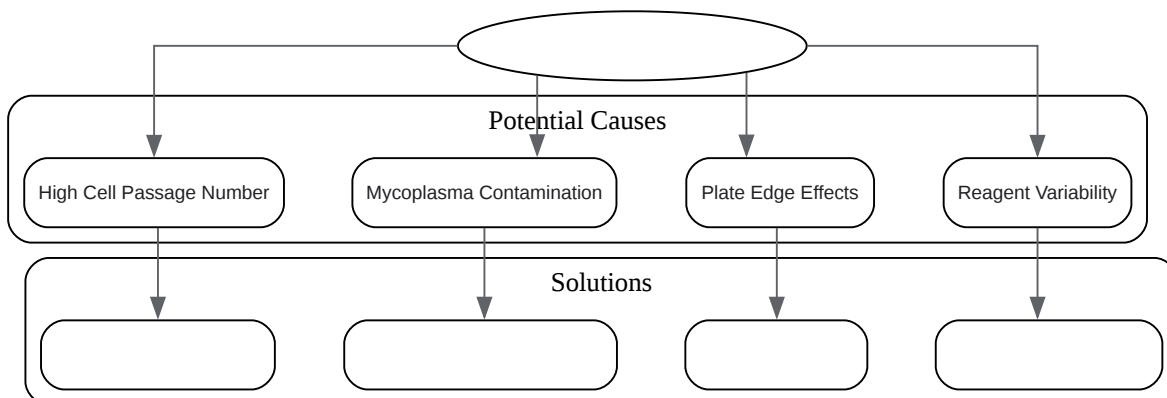 Potential Causes
High Cell Passage Number
Mycoplasma Contamination
Plate Edge Effects
Reagent Variability
Solutions